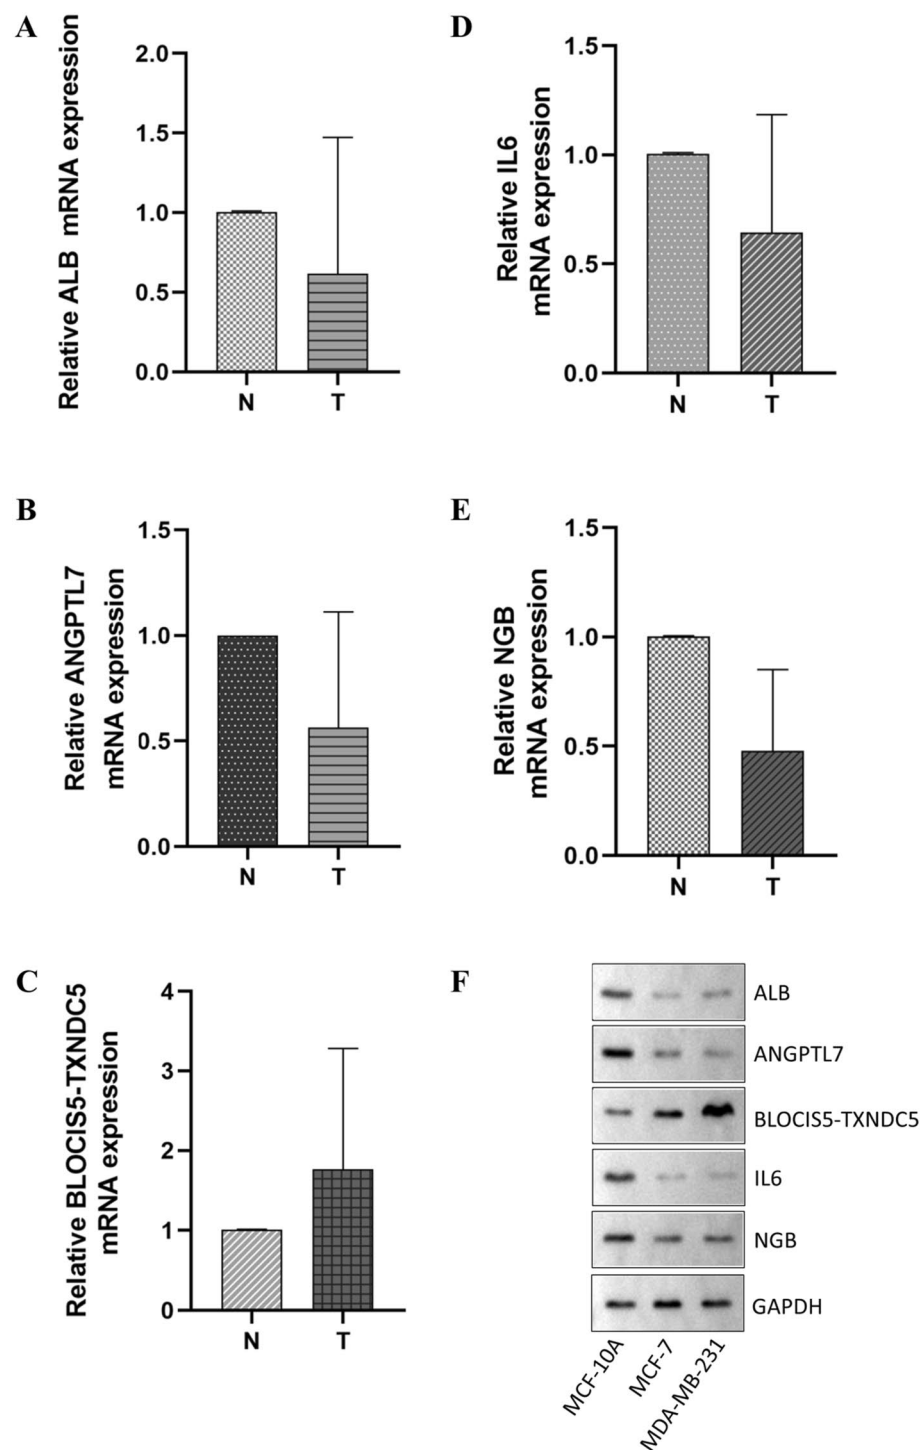 A
Relative ALB mRNA expression
2.0
1.5
1.0
0.5
0.0
N T
B
Relative ANGPTL7
mRNA expression
1.5
1.0
0.5
0.0
N T
C
Relative BLOCIS5-TXNDC5
mRNA expression
4
3
2
1
0
N T
D
Relative IL6
mRNA expression
1.5
1.0
0.5
0.0
N T
E
Relative NGB
mRNA expression
1.5
1.0
0.5
0.0
N T
F
ALB
ANGPTL7
BLOCIS5-TXNDC5
IL6
NGB
GAPDH
MCF-10A
MCF-7
MDA-MB-231